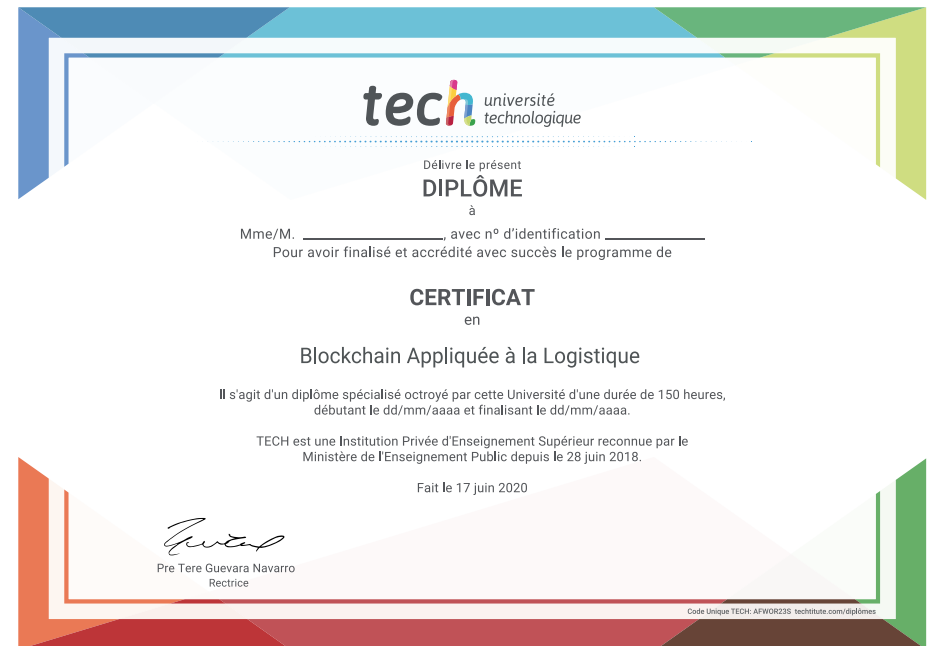 tech université
technologique
Délivre le présent
DIPLÔME
à
Mme/M. ____________, avec nº d'identification ____________
Pour avoir finalisé et accrédité avec succès le programme de
CERTIFICAT
en
Blockchain Appliquée à la Logistique
Il s'agit d'un diplôme spécialisé octroyé par cette Université d'une durée de 150 heures,
débutant le dd/mm/aaaa et finalisant le dd/mm/aaaa.
TECH est une Institution Privée d'Enseignement Supérieur reconnue par le
Ministère de l'Enseignement Public depuis le 28 juin 2018.
Fait le 17 juin 2020
Pre Tere Guevara Navarro
Rectrice
Code Unique TECH: AFWOR23S techtitute.com/diplômes